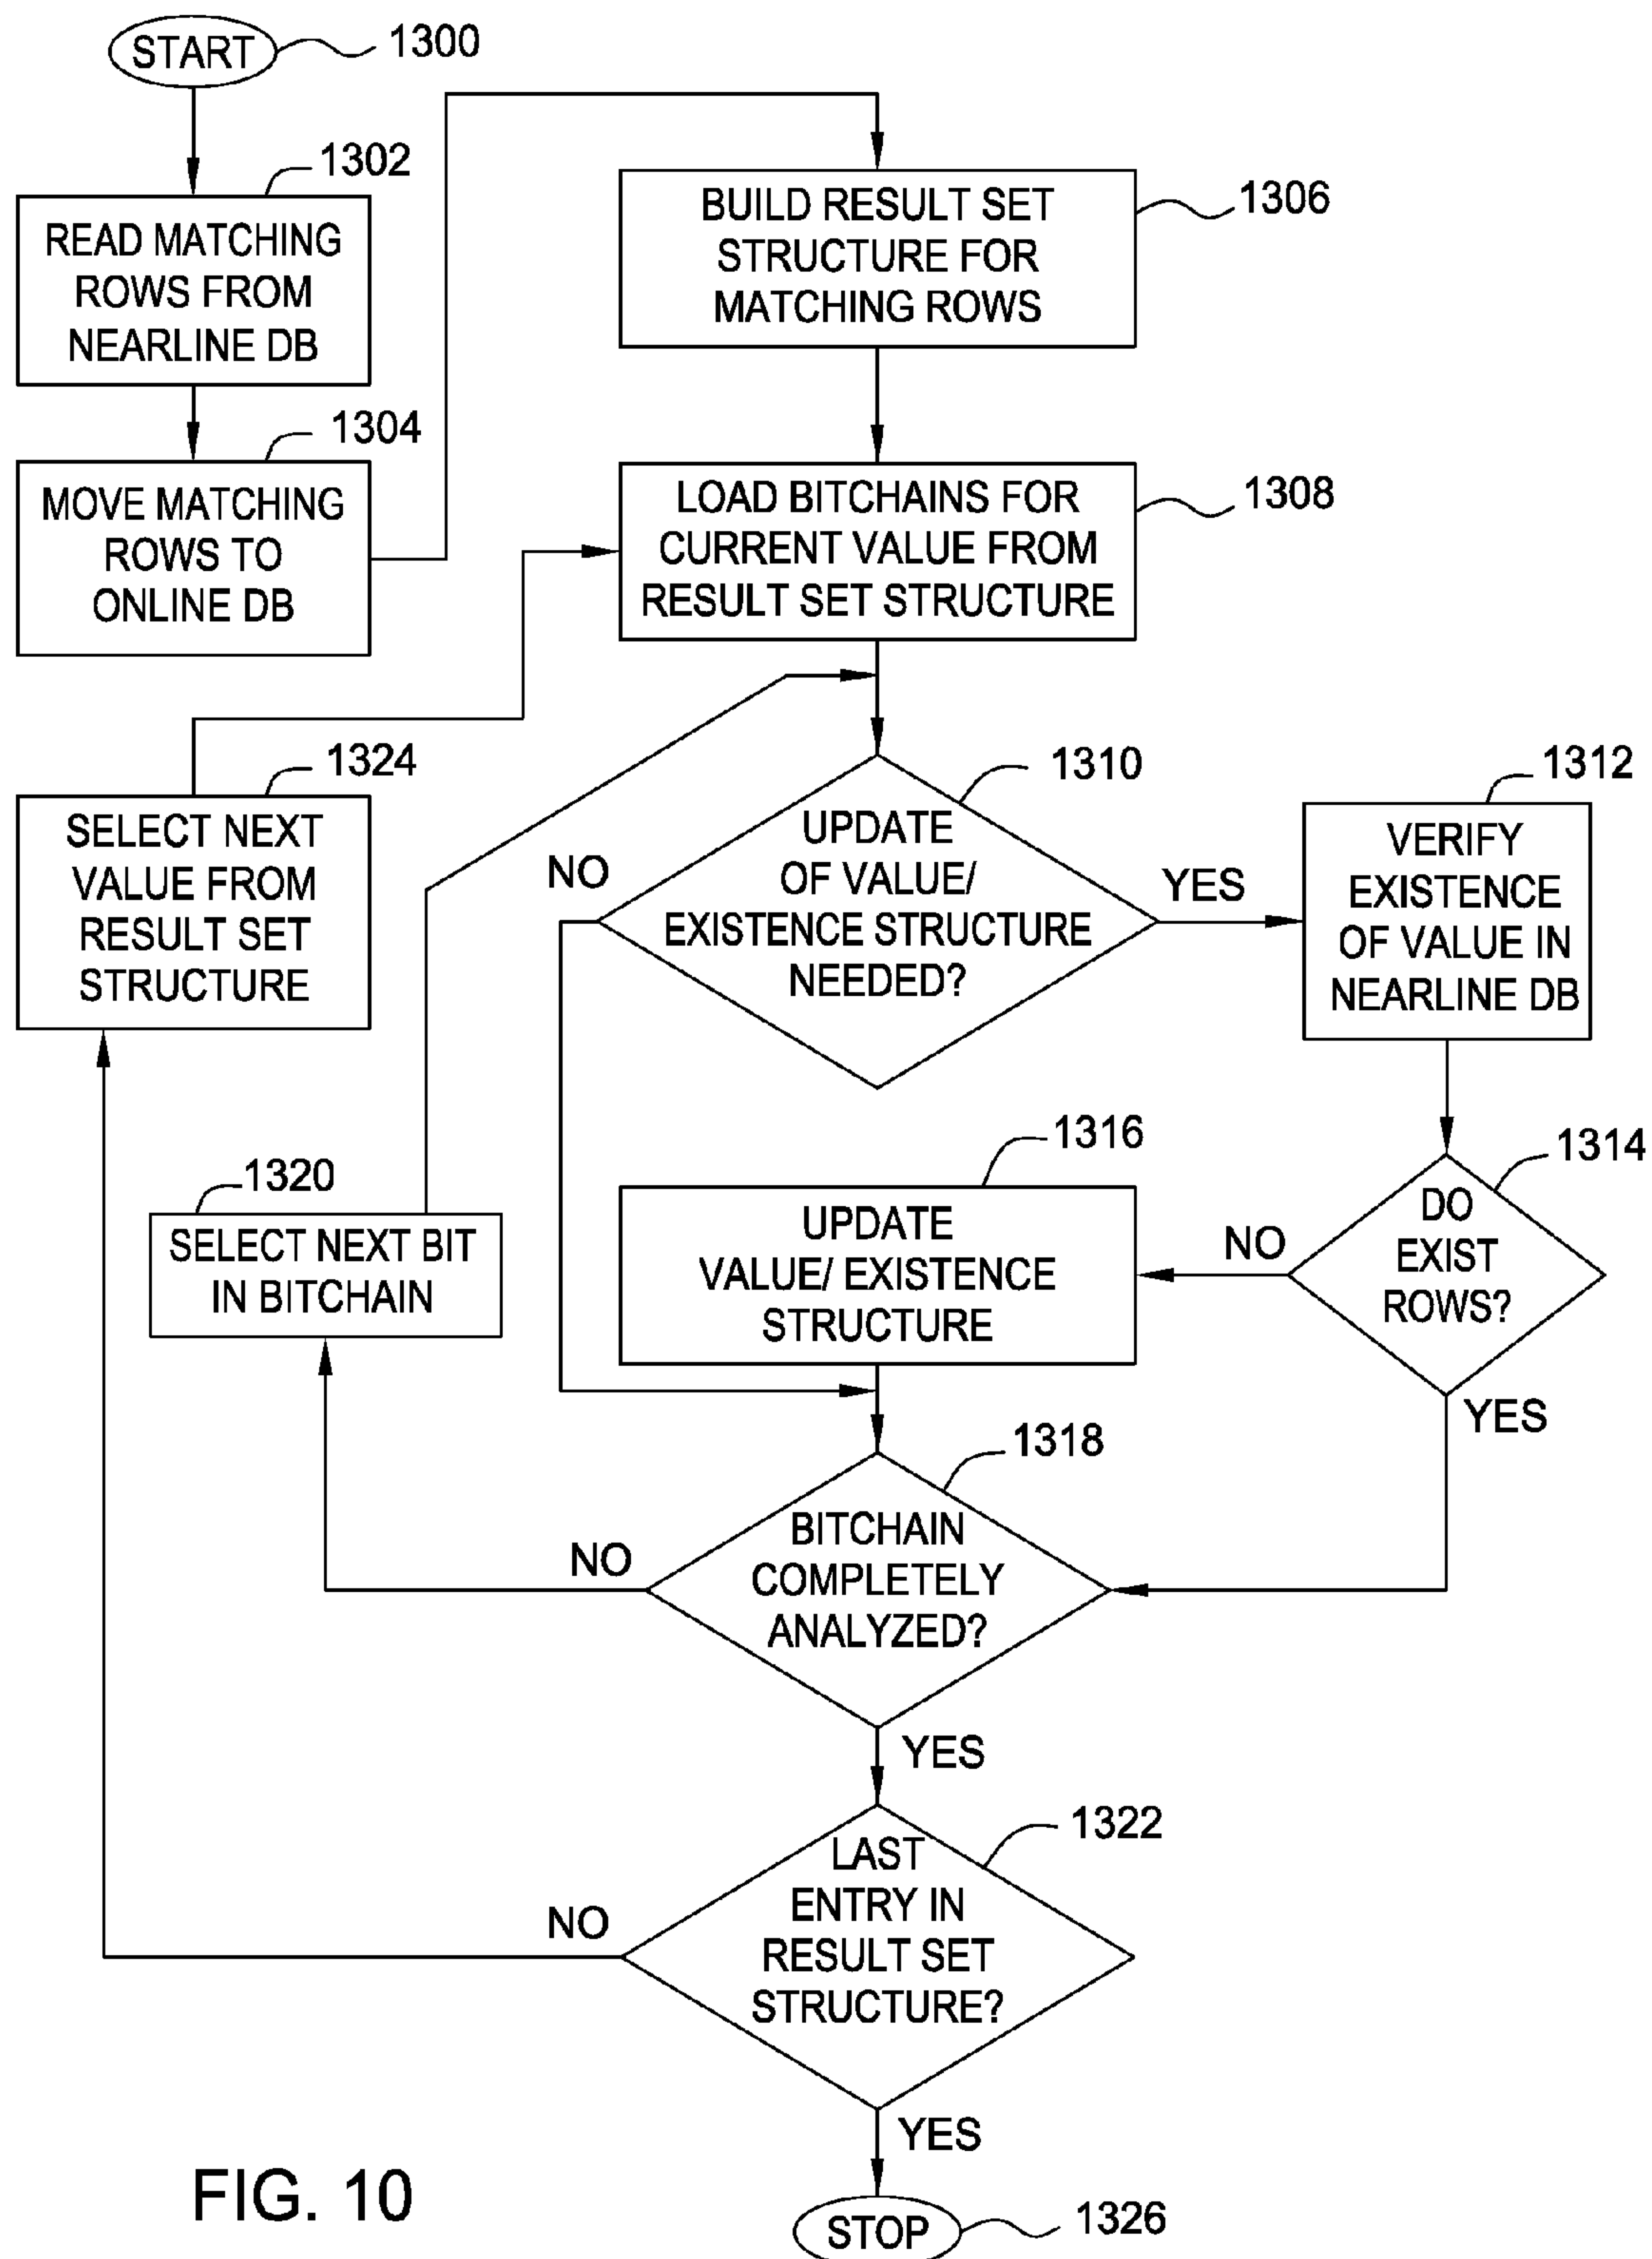 START
1300
1302
READ MATCHING
ROWS FROM
NEARLINE DB
1304
MOVE MATCHING
ROWS TO
ONLINE DB
BUILD RESULT SET
STRUCTURE FOR
MATCHING ROWS
1306
LOAD BITCHAINS FOR
CURRENT VALUE FROM
RESULT SET STRUCTURE
1308
1324
SELECT NEXT
VALUE FROM
RESULT SET
STRUCTURE
1310
UPDATE
OF VALUE/
EXISTENCE STRUCTURE
NEEDED?
NO
YES
1312
VERIFY
EXISTENCE
OF VALUE IN
NEARLINE DB
1314
DO
EXIST
ROWS?
NO
YES
1316
UPDATE
VALUE/ EXISTENCE
STRUCTURE
1320
SELECT NEXT BIT
IN BITCHAIN
1318
BITCHAIN
COMPLETELY
ANALYZED?
NO
YES
1322
LAST
ENTRY IN
RESULT SET
STRUCTURE?
NO
YES
STOP
1326
FIG. 10